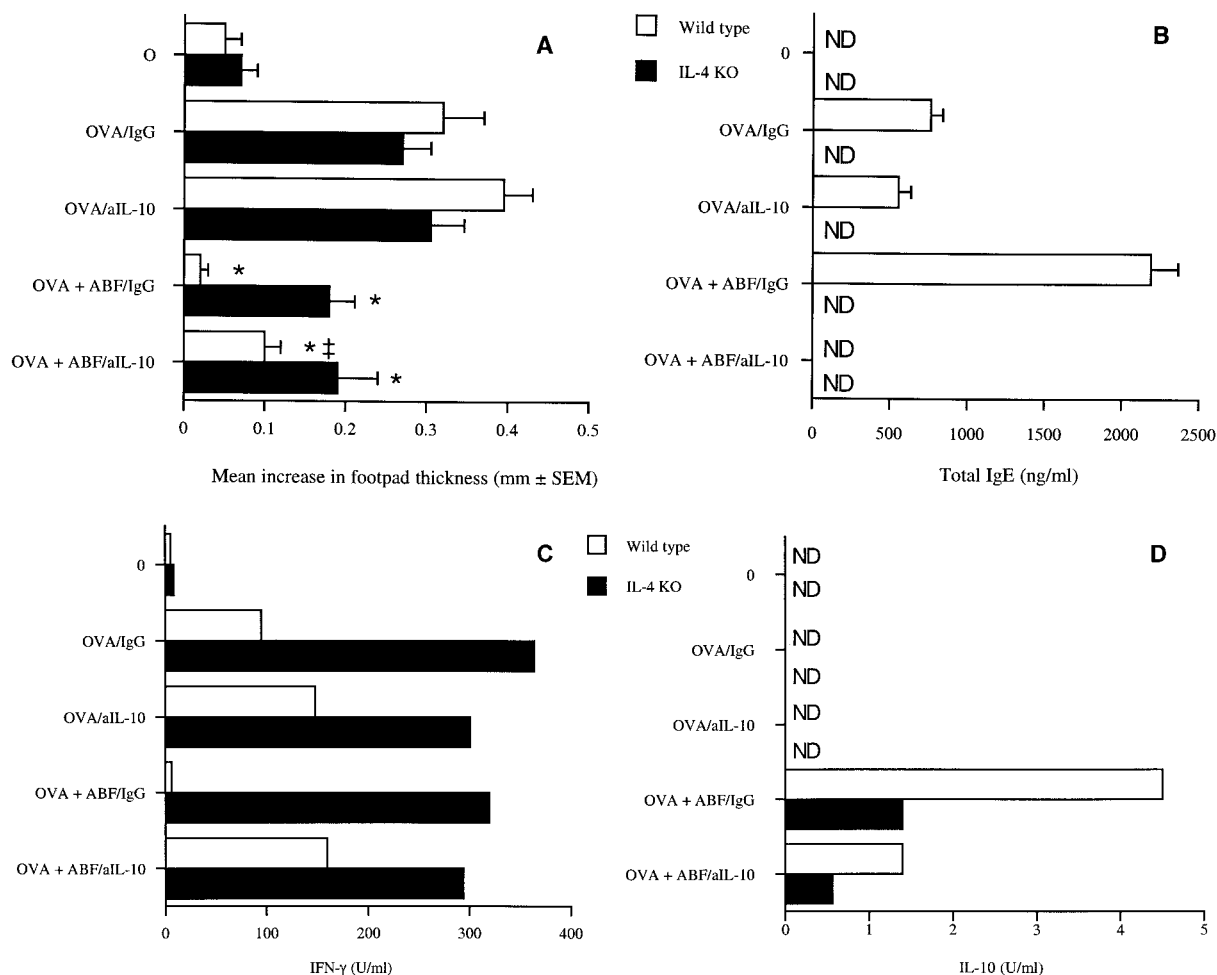 A
O
OVA/IgG
OVA/aIL-10
OVA + ABF/IgG
OVA + ABF/aIL-10
*
*
* ‡
*
0 0.1 0.2 0.3 0.4 0.5
Mean increase in footpad thickness (mm ± SEM)
Wild type
IL-4 KO
B
0
OVA/IgG
OVA/aIL-10
OVA + ABF/IgG
OVA + ABF/aIL-10
ND
ND
ND
ND
ND
ND
ND
0 500 1000 1500 2000 2500
Total IgE (ng/ml)
C
0
OVA/IgG
OVA/aIL-10
OVA + ABF/IgG
OVA + ABF/aIL-10
0 100 200 300 400
IFN-γ (U/ml)
Wild type
IL-4 KO
D
0
OVA/IgG
OVA/aIL-10
OVA + ABF/IgG
OVA + ABF/aIL-10
ND
ND
ND
ND
ND
ND
0 1 2 3 4 5
IL-10 (U/ml)